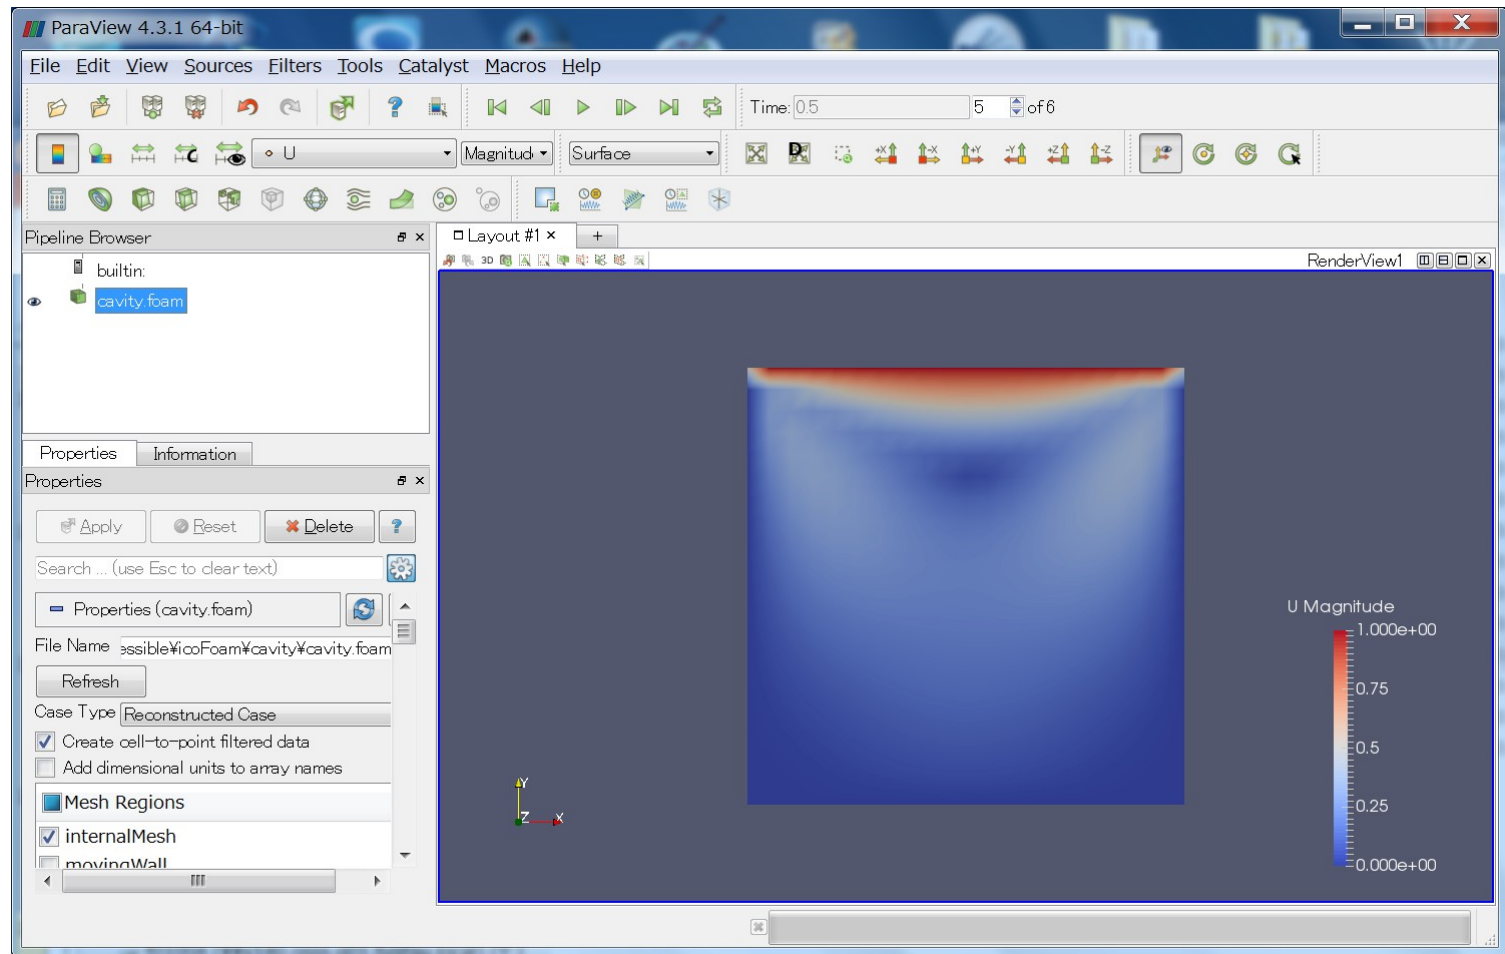 ParaView 4.3.1 64-bit
File Edit View Sources Filters Tools Catalyst Macros Help
Time: 0.5 5 of 6
U Magnitud Surface
+X -X +Y -Y +Z -Z
Pipeline Browser
builtin:
cavity.foam
Properties Information
Properties
Apply Reset Delete ?
Search ... (use Esc to clear text)
Properties (cavity.foam)
File Name essible¥icoFoam¥cavity¥cavity.foam
Refresh
Case Type Reconstructed Case
Create cell-to-point filtered data
Add dimensional units to array names
Mesh Regions
internalMesh
movingWall
Layout #1
3D
RenderView1
U Magnitude
1.000e+00
0.75
0.5
0.25
0.000e+00
Y
Z X